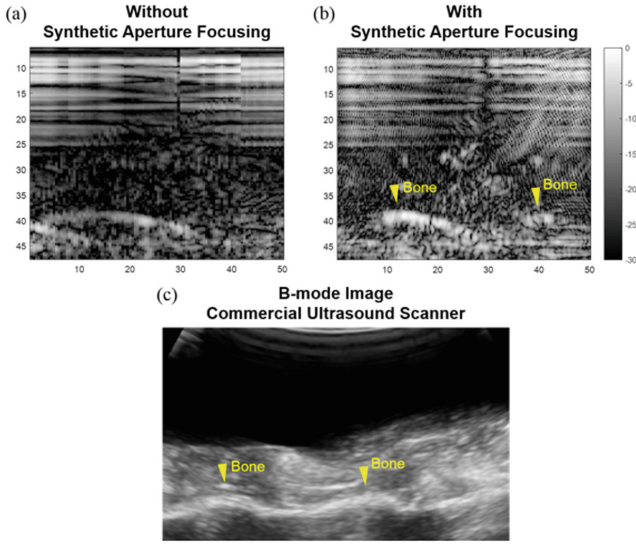 (a)
Without
Synthetic Aperture Focusing
10
15
20
25
30
35
40
45
10 20 30 40 50
(b)
With
Synthetic Aperture Focusing
10
15
20
25
30
35
40
45
Bone
Bone
10 20 30 40 50
0
-5
-10
-15
-20
-25
-30
(c)
B-mode Image
Commercial Ultrasound Scanner
Bone
Bone